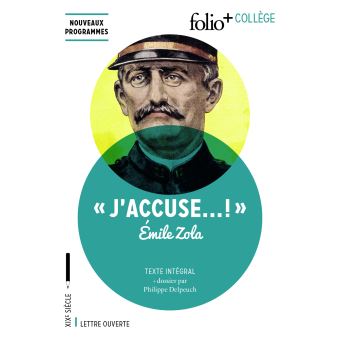 NOUVEAUX
PROGRAMMES
folio+ COLLÈGE
« J'ACCUSE...! »
Émile Zola
TEXTE INTÉGRAL
- dossier par
Philippe Delpeuch
XIXᵉ SIÈCLE
LETTRE OUVERTE